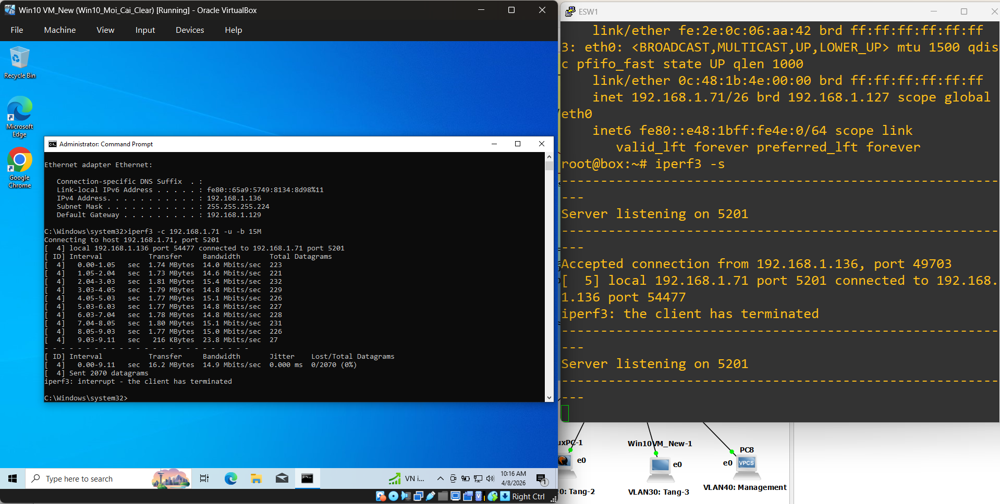 Win10 VM_New (Win10_Moi_Cai_Clear) [Running] - Oracle VirtualBox
File Machine View Input Devices Help
Recycle Bin
Microsoft
Edge
Google
Chrome
Administrator: Command Prompt
Ethernet adapter Ethernet:
Connection-specific DNS Suffix  . :
Link-local IPv6 Address . . . . . : fe80::65a9:5749:8134:8d98%11
IPv4 Address. . . . . . . . . . . : 192.168.1.136
Subnet Mask . . . . . . . . . . . : 255.255.255.224
Default Gateway . . . . . . . . . : 192.168.1.129
C:\Windows\system32>iperf3 -c 192.168.1.71 -u -b 15M
Connecting to host 192.168.1.71, port 5201
[  4] local 192.168.1.136 port 54477 connected to 192.168.1.71 port 5201
[ ID] Interval           Transfer     Bandwidth       Total Datagrams
[  4]   0.00-1.05   sec  1.74 MBytes  14.0 Mbits/sec  223
[  4]   1.05-2.04   sec  1.73 MBytes  14.6 Mbits/sec  221
[  4]   2.04-3.03   sec  1.81 MBytes  15.4 Mbits/sec  232
[  4]   3.03-4.05   sec  1.79 MBytes  14.8 Mbits/sec  229
[  4]   4.05-5.03   sec  1.77 MBytes  15.1 Mbits/sec  226
[  4]   5.03-6.03   sec  1.77 MBytes  14.8 Mbits/sec  227
[  4]   6.03-7.04   sec  1.78 MBytes  14.8 Mbits/sec  228
[  4]   7.04-8.05   sec  1.80 MBytes  15.1 Mbits/sec  231
[  4]   8.05-9.03   sec  1.77 MBytes  15.0 Mbits/sec  226
[  4]   9.03-9.11   sec   216 KBytes  23.8 Mbits/sec  27
- - - - - - - - - - - - - - - - - - - - - - - - -
[ ID] Interval           Transfer     Bandwidth       Jitter    Lost/Total Datagrams
[  4]   0.00-9.11   sec  16.2 MBytes  14.9 Mbits/sec  0.000 ms  0/2070 (0%)
[  4] Sent 2070 datagrams
iperf3: interrupt - the client has terminated
C:\Windows\system32>
Type here to search
VN i...
10:16 AM
4/8/2026
1
Right Ctrl
ESW1
link/ether fe:2e:0c:06:aa:42 brd ff:ff:ff:ff:ff:ff
3: eth0: <BROADCAST,MULTICAST,UP,LOWER_UP> mtu 1500 qdis
c pfifo_fast state UP qlen 1000
link/ether 0c:48:1b:4e:00:00 brd ff:ff:ff:ff:ff:ff
inet 192.168.1.71/26 brd 192.168.1.127 scope global
eth0
inet6 fe80::e48:1bff:fe4e:0/64 scope link
valid_lft forever preferred_lft forever
root@box:~# iperf3 -s
--------------------------------------------------------
---
Server listening on 5201
--------------------------------------------------------
---
Accepted connection from 192.168.1.136, port 49703
[  5] local 192.168.1.71 port 5201 connected to 192.168.
1.136 port 54477
iperf3: the client has terminated
--------------------------------------------------------
---
Server listening on 5201
--------------------------------------------------------
---
uxPC-1
e0
0: Tang-2
Win10VM_New-1
e0
VLAN30: Tang-3
PC8
e0
VPCS
VLAN40: Management